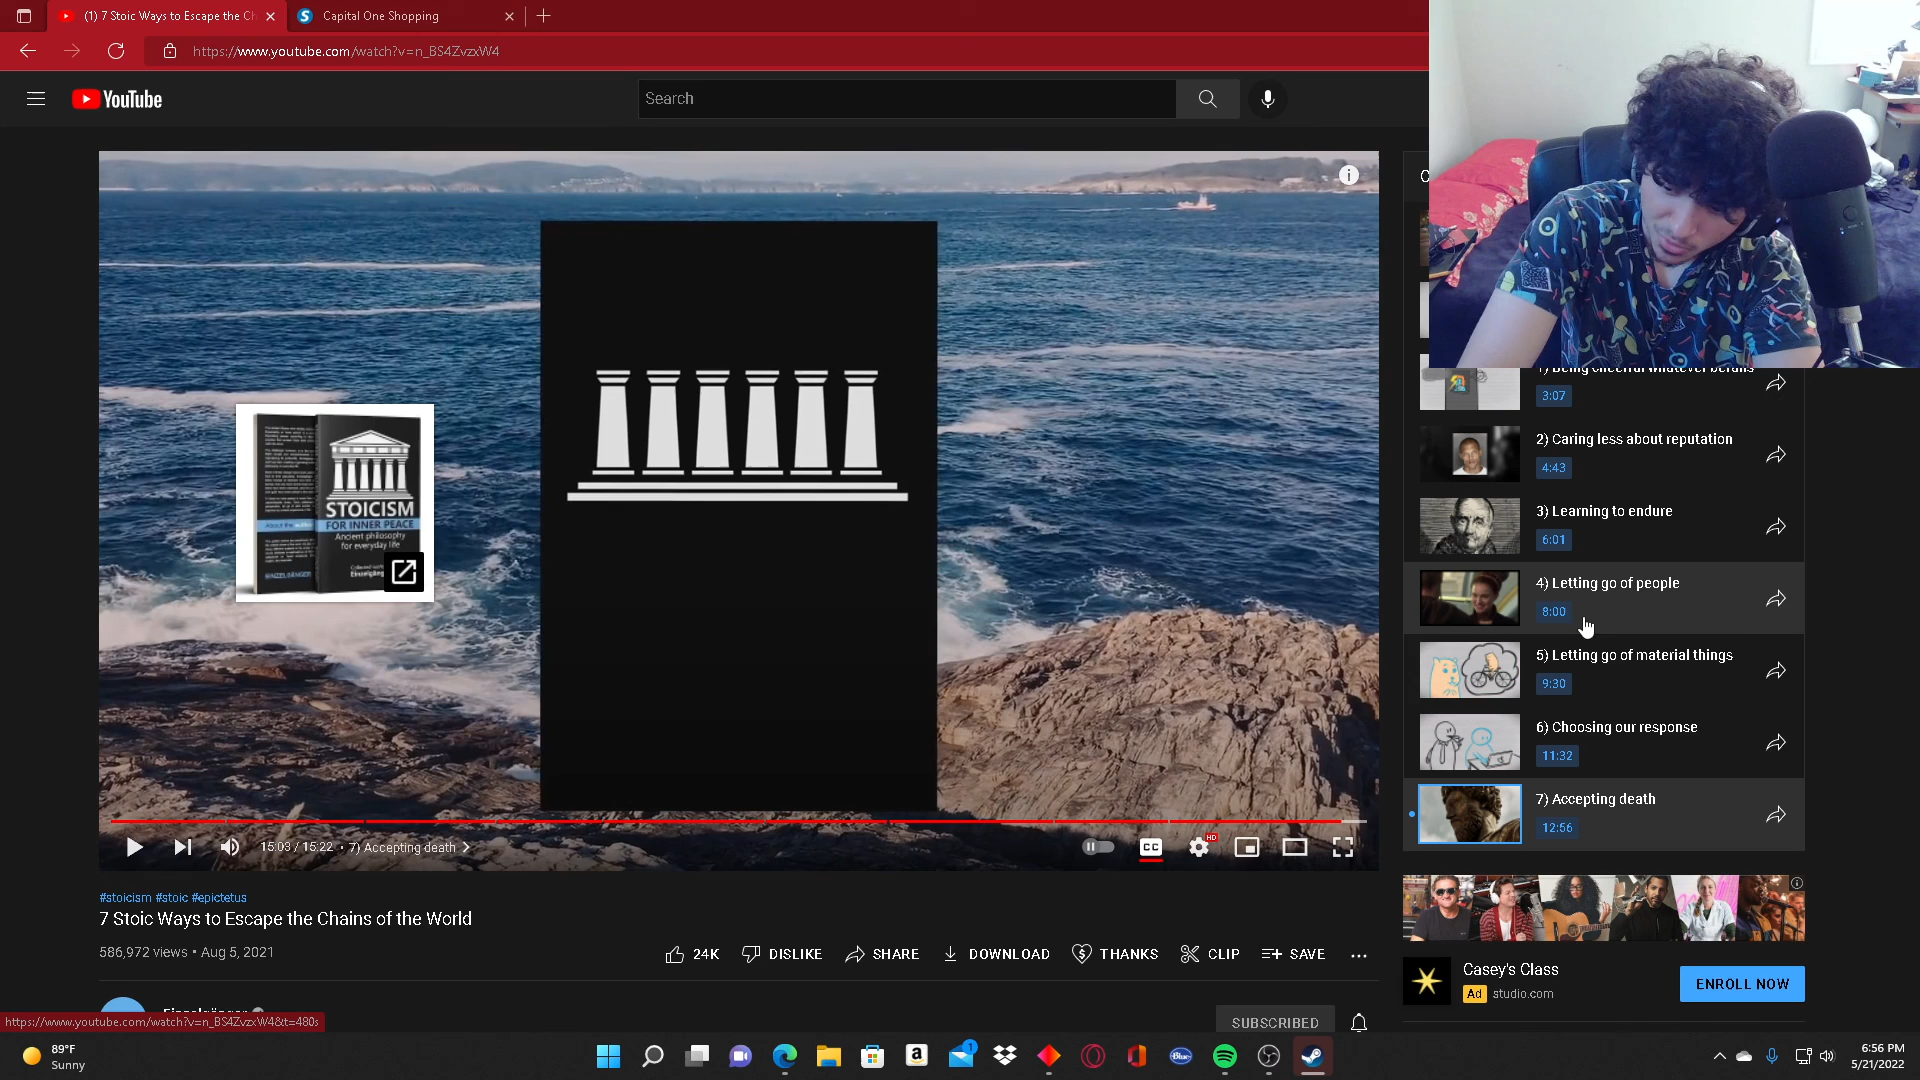 (1) 7 Stoic Ways to Escape the Ch
Capital One Shopping
https://www.youtube.com/watch?v=n_BS4ZvzxW4
YouTube
Search
STOICISM
FOR INNER PEACE
Ancient philosophy
for everyday life
3:07
2) Caring less about reputation
4:43
3) Learning to endure
6:01
4) Letting go of people
8:00
5) Letting go of material things
9:30
6) Choosing our response
11:32
7) Accepting death
12:56
15:03 / 15:22 • 7) Accepting death
CC
HD
#stoicism #stoic #epictetus
7 Stoic Ways to Escape the Chains of the World
586,972 views • Aug 5, 2021
24K DISLIKE SHARE DOWNLOAD THANKS CLIP SAVE
Casey's Class
Ad studio.com
ENROLL NOW
SUBSCRIBED
https://www.youtube.com/watch?v=n_BS4ZvzxW4&t=480s
89°F
Sunny
1
6:56 PM
5/21/2022